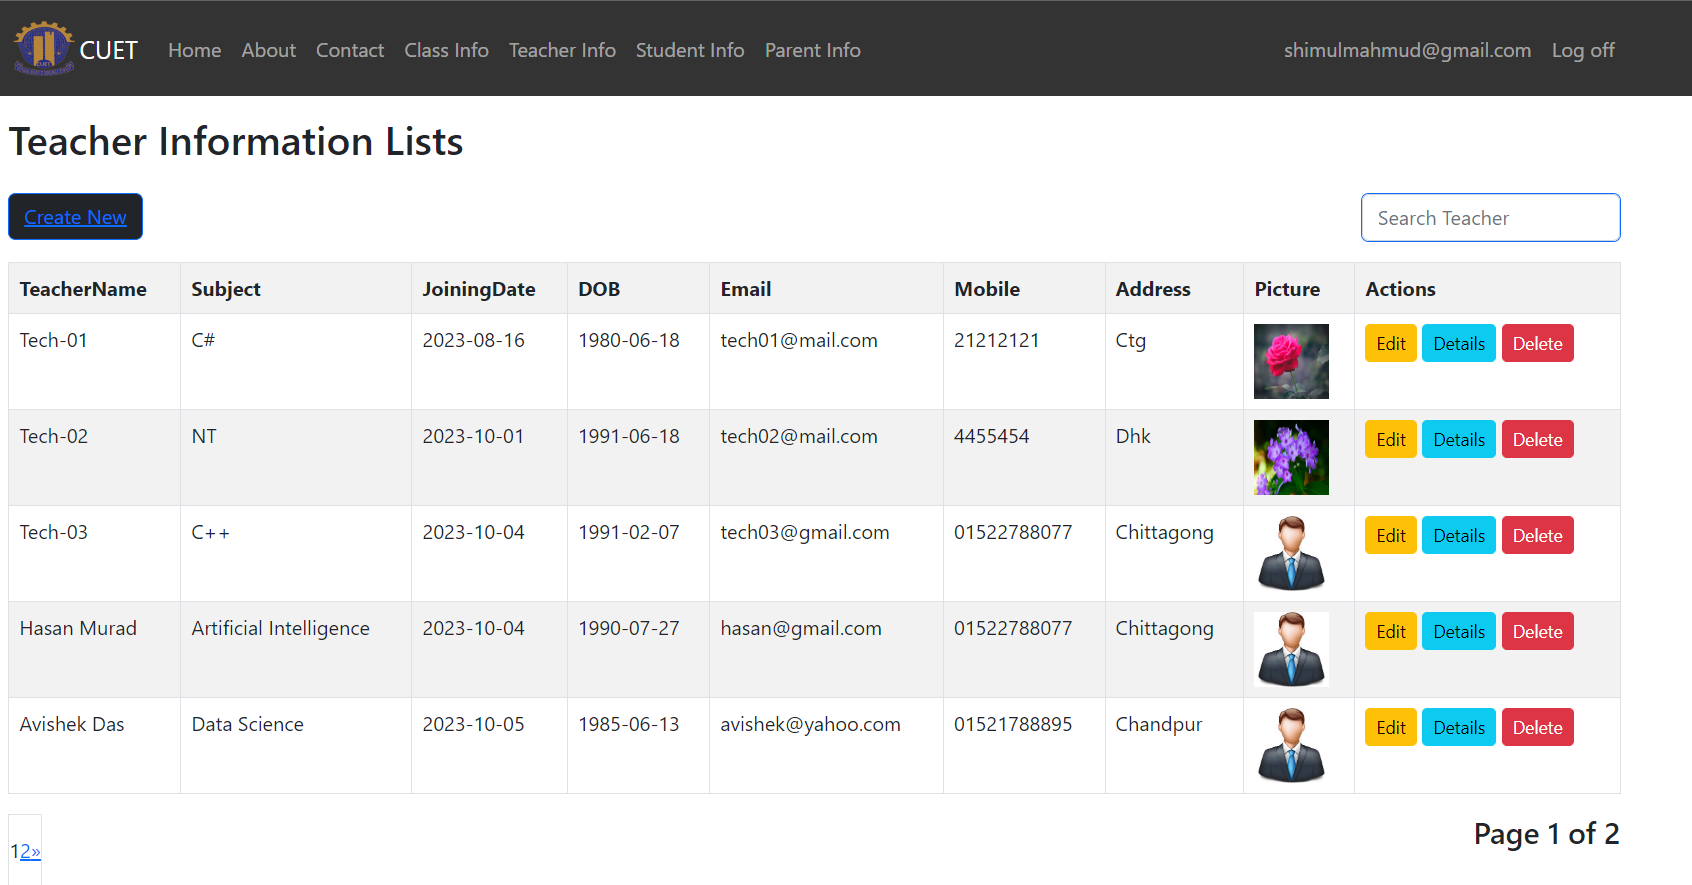 CUET Home About Contact Class Info Teacher Info Student Info Parent Info shimulmahmud@gmail.com Log off
Teacher Information Lists
Create New Search Teacher
TeacherName Subject JoiningDate DOB Email Mobile Address Picture Actions
Tech-01 C# 2023-08-16 1980-06-18 tech01@mail.com 21212121 Ctg Edit Details Delete
Tech-02 NT 2023-10-01 1991-06-18 tech02@mail.com 4455454 Dhk Edit Details Delete
Tech-03 C++ 2023-10-04 1991-02-07 tech03@gmail.com 01522788077 Chittagong Edit Details Delete
Hasan Murad Artificial Intelligence 2023-10-04 1990-07-27 hasan@gmail.com 01522788077 Chittagong Edit Details Delete
Avishek Das Data Science 2023-10-05 1985-06-13 avishek@yahoo.com 01521788895 Chandpur Edit Details Delete
12» Page 1 of 2